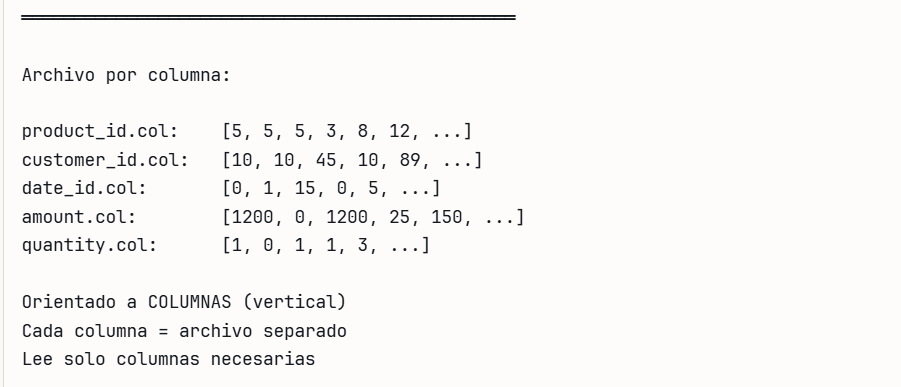 Archivo por columna:
product_id.col: [5, 5, 5, 3, 8, 12, ...]
customer_id.col: [10, 10, 45, 10, 89, ...]
date_id.col: [0, 1, 15, 0, 5, ...]
amount.col: [1200, 0, 1200, 25, 150, ...]
quantity.col: [1, 0, 1, 1, 3, ...]
Orientado a COLUMNAS (vertical)
Cada columna = archivo separado
Lee solo columnas necesarias